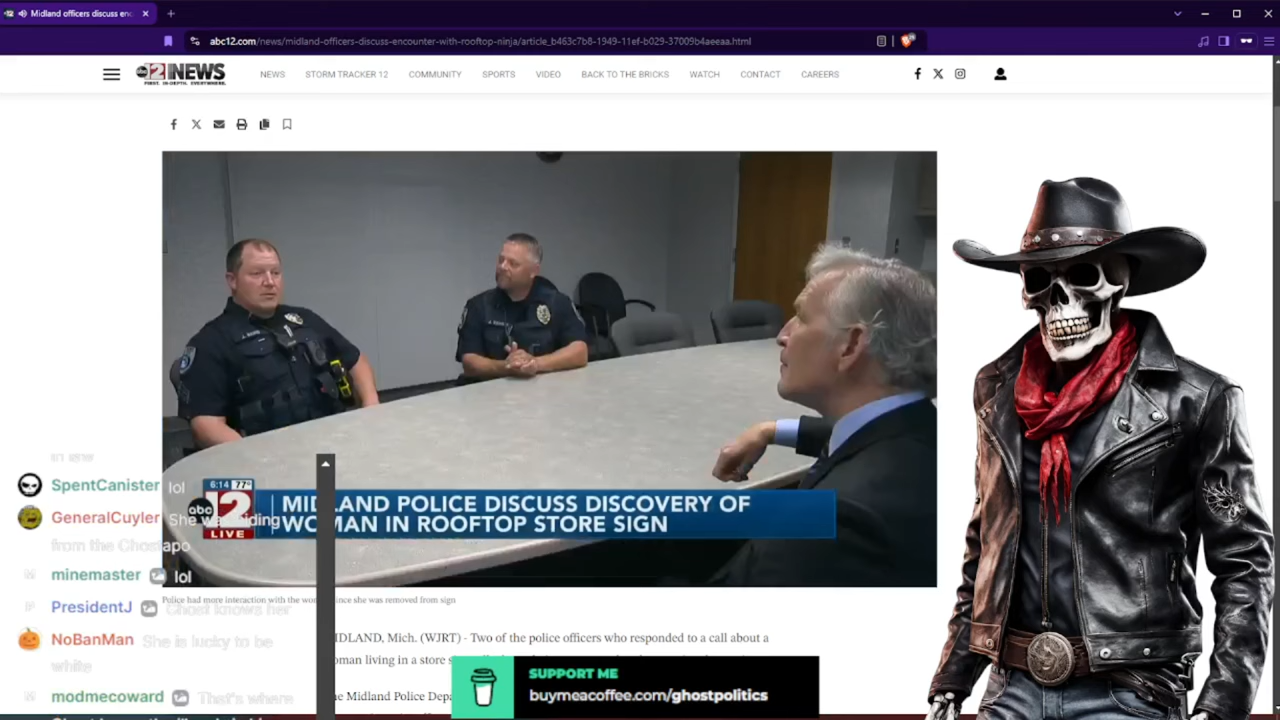 Midland officers discuss enc
abc12.com/news/midland-officers-discuss-encounter-with-rooftop-ninja/article_b463c7b8-1949-11ef-b029-37009b4aeeaa.html
abc 12 NEWS
FIRST. IN-DEPTH. EVERYWHERE.
NEWS
STORM TRACKER 12
COMMUNITY
SPORTS
VIDEO
BACK TO THE BRICKS
WATCH
CONTACT
CAREERS
6:14 77°
abc 12
LIVE
MIDLAND POLICE DISCUSS DISCOVERY OF
WOMAN IN ROOFTOP STORE SIGN
SpentCanister lol
GeneralCuyler She was hiding
from the Ghostapo
minemaster lol
PresidentJ Ghost knows her
NoBanMan She is lucky to be
white
modmecoward That's where
Police had more interaction with the wo since she was removed from sign
IDLAND, Mich. (WJRT) - Two of the police officers who responded to a call about a
oman living in a store s
e Midland Police Depa
SUPPORT ME
buymeacoffee.com/ghostpolitics